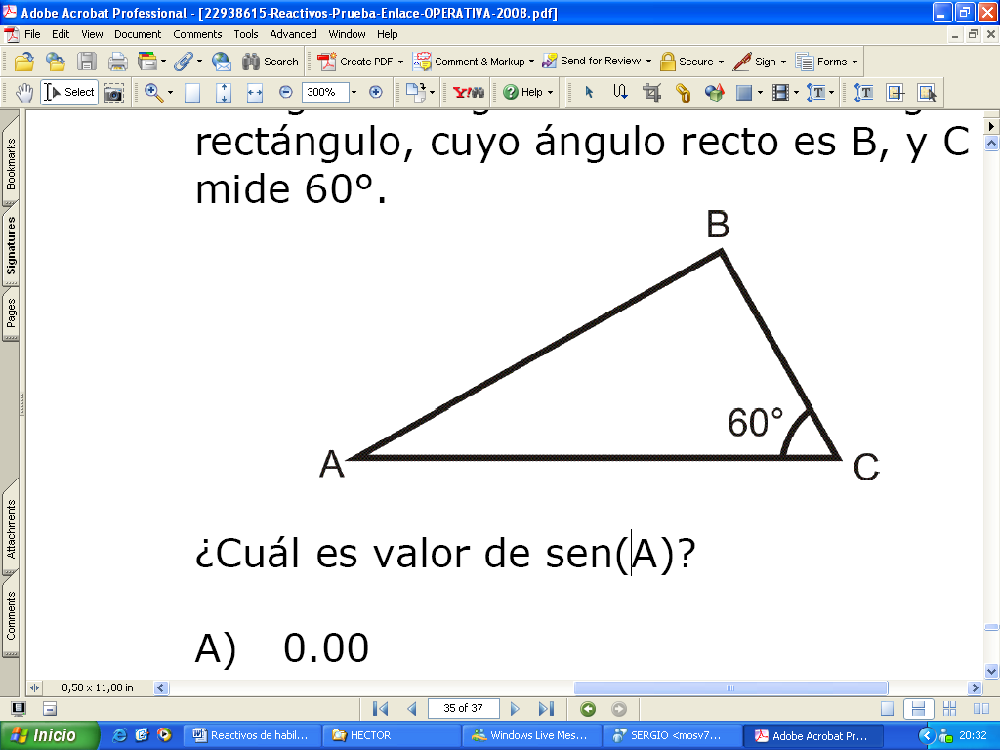 Adobe Acrobat Professional - [22938615-Reactivos-Prueba-Enlace-OPERATIVA-2008.pdf]
File Edit View Document Comments Tools Advanced Window Help
Search Create PDF Comment & Markup Send for Review Secure Sign Forms
Select 300% Y! Help
Bookmarks
Signatures
Pages
Attachments
Comments
rectángulo, cuyo ángulo recto es B, y C
mide 60°.
B
60°
A
C
¿Cuál es valor de sen(A)?
A) 0.00
8,50 x 11,00 in
35 of 37
Inicio Reactivos de habil... HECTOR Windows Live Mes... SERGIO <mosv7... Adobe Acrobat Pr... 20:32